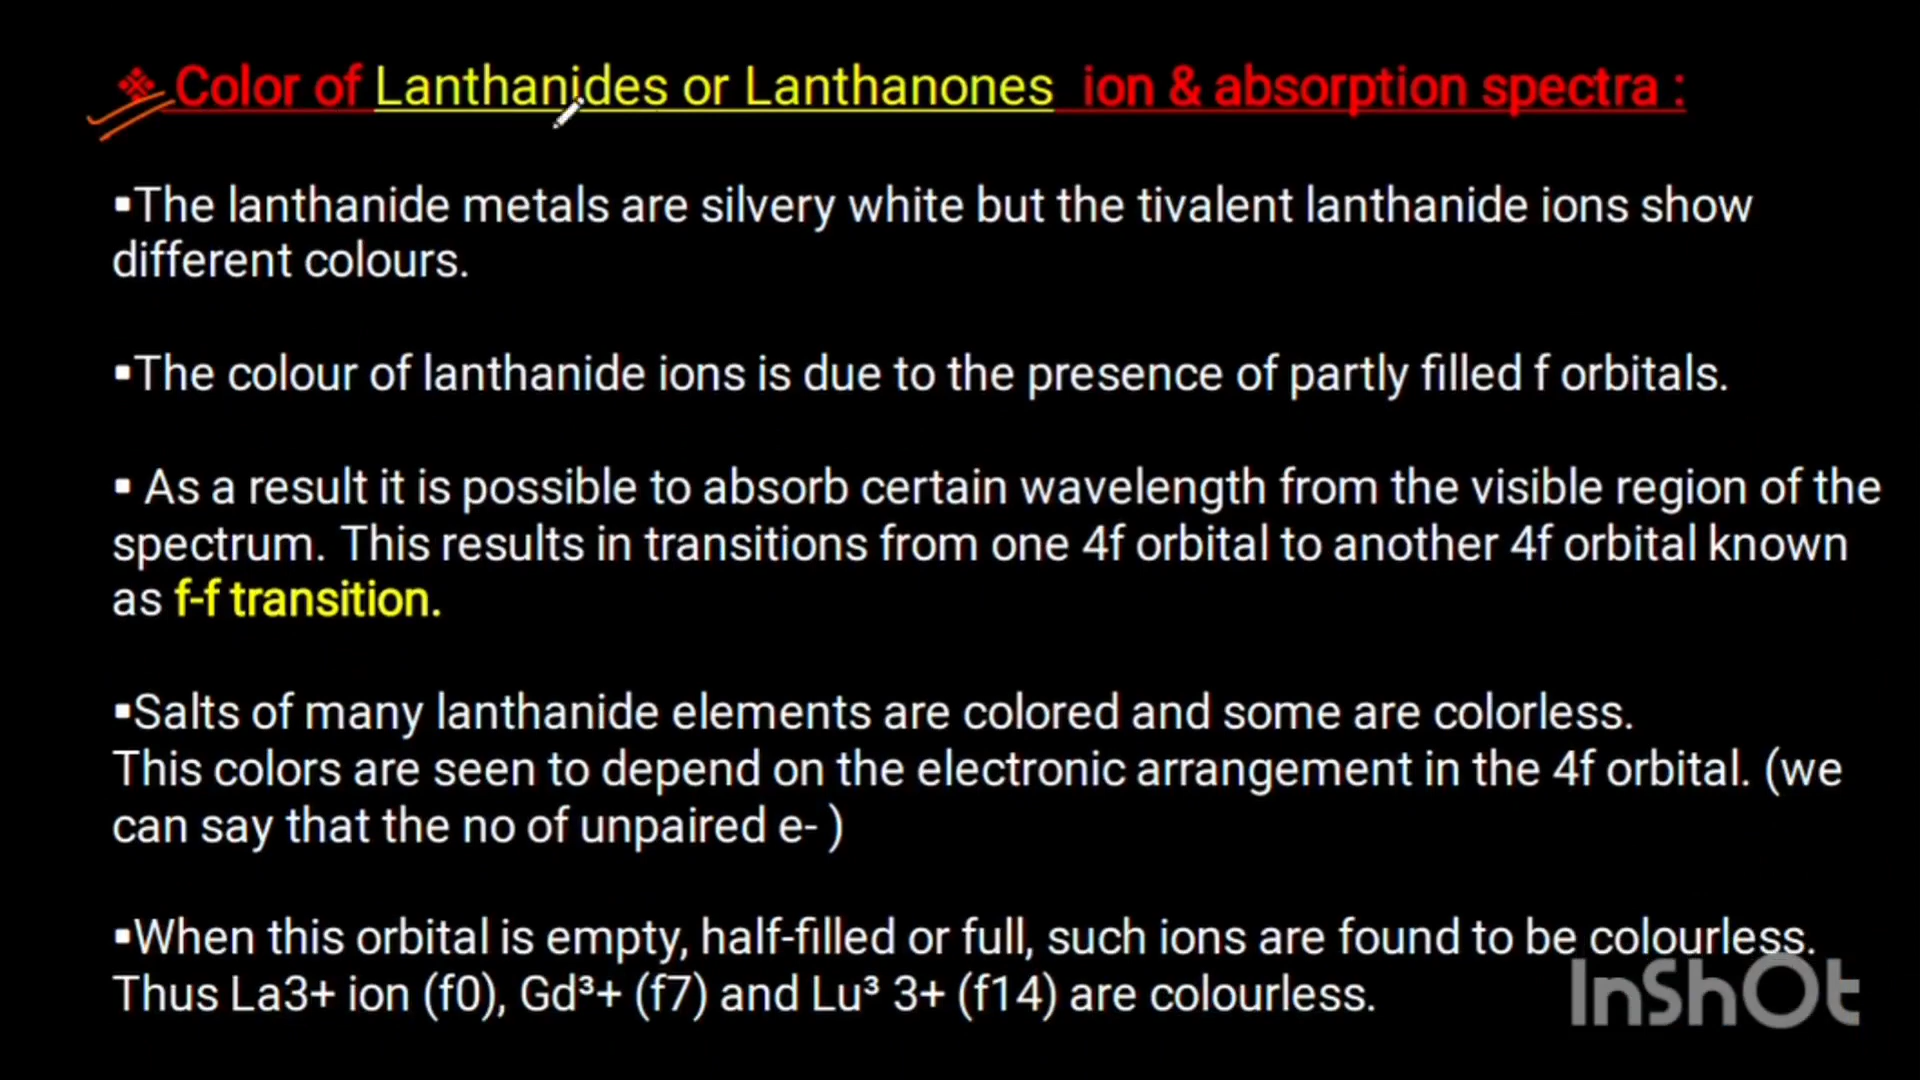 ❖ Color of Lanthanides or Lanthanones ion & absorption spectra :
▪The lanthanide metals are silvery white but the tivalent lanthanide ions show
different colours.
▪The colour of lanthanide ions is due to the presence of partly filled f orbitals.
▪ As a result it is possible to absorb certain wavelength from the visible region of the
spectrum. This results in transitions from one 4f orbital to another 4f orbital known
as f-f transition.
▪Salts of many lanthanide elements are colored and some are colorless.
This colors are seen to depend on the electronic arrangement in the 4f orbital. (we
can say that the no of unpaired e- )
▪When this orbital is empty, half-filled or full, such ions are found to be colourless.
Thus La3+ ion (f0), Gd³+ (f7) and Lu³ 3+ (f14) are colourless.
InShOt